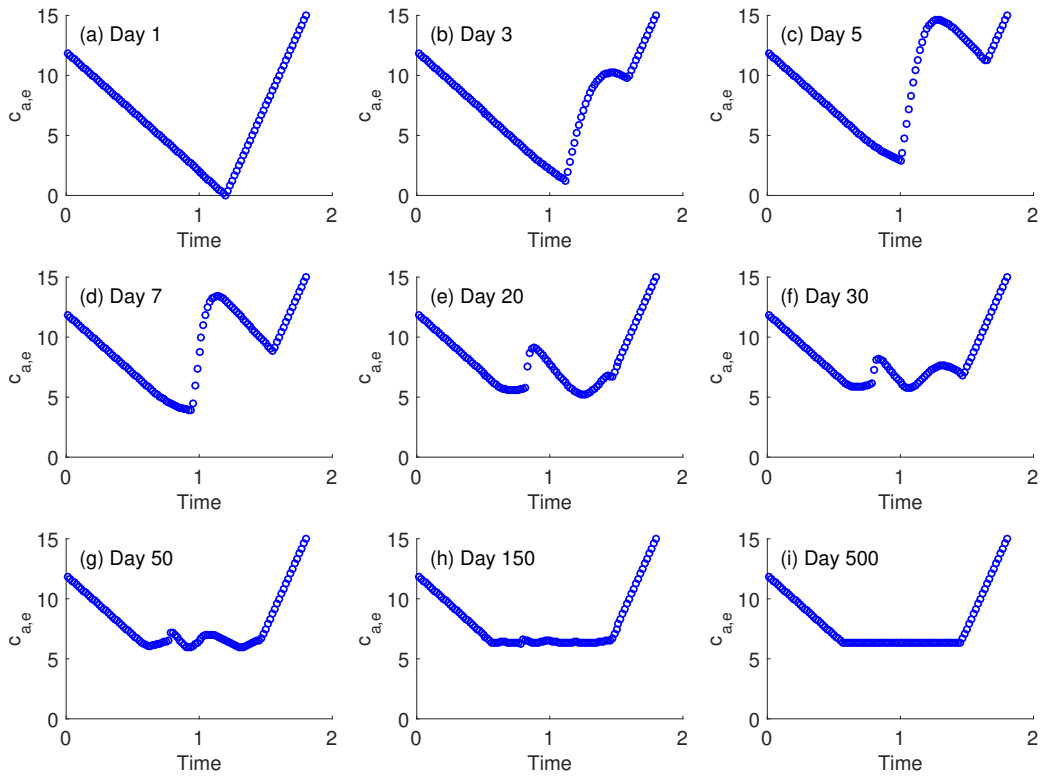 (a) Day 1
15
10
5
0
c_{a,e}
0 1 2
Time
(b) Day 3
15
10
5
0
c_{a,e}
0 1 2
Time
(c) Day 5
15
10
5
0
c_{a,e}
0 1 2
Time
(d) Day 7
15
10
5
0
c_{a,e}
0 1 2
Time
(e) Day 20
15
10
5
0
c_{a,e}
0 1 2
Time
(f) Day 30
15
10
5
0
c_{a,e}
0 1 2
Time
(g) Day 50
15
10
5
0
c_{a,e}
0 1 2
Time
(h) Day 150
15
10
5
0
c_{a,e}
0 1 2
Time
(i) Day 500
15
10
5
0
c_{a,e}
0 1 2
Time